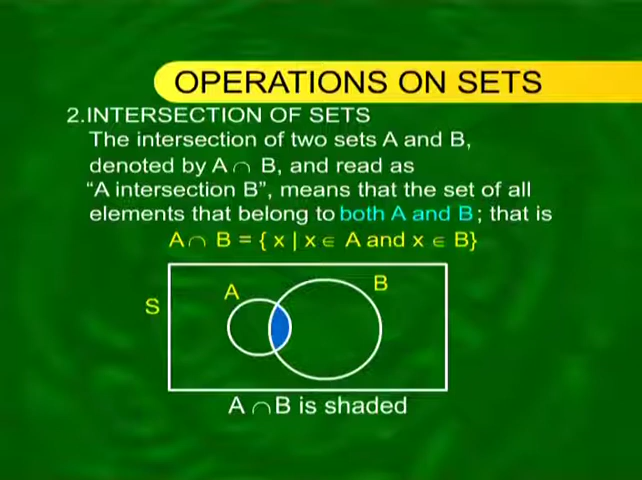 OPERATIONS ON SETS
2.INTERSECTION OF SETS
The intersection of two sets A and B,
denoted by A ∩ B, and read as
“A intersection B”, means that the set of all
elements that belong to both A and B ; that is
A ∩ B = { x | x ∈ A and x ∈ B}
A
B
S
A ∩ B is shaded